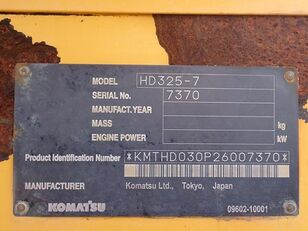 MODEL HD325-7
SERIAL No. 7370
MANUFACT.YEAR
MASS kg
ENGINE POWER kW
Product Identification Number *KMTHD030P26007370*
MANUFACTURER Komatsu Ltd., Tokyo, Japan
KOMATSU 09602-10001